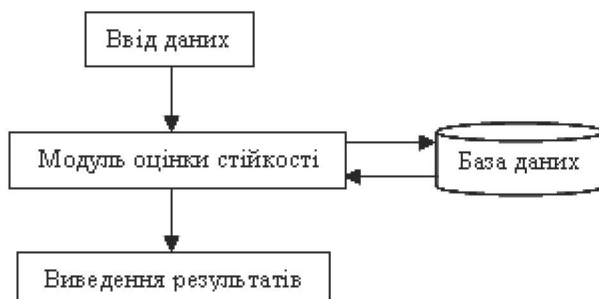 Ввід даних
Модуль оцінки стійкості
База даних
Виведення результатів